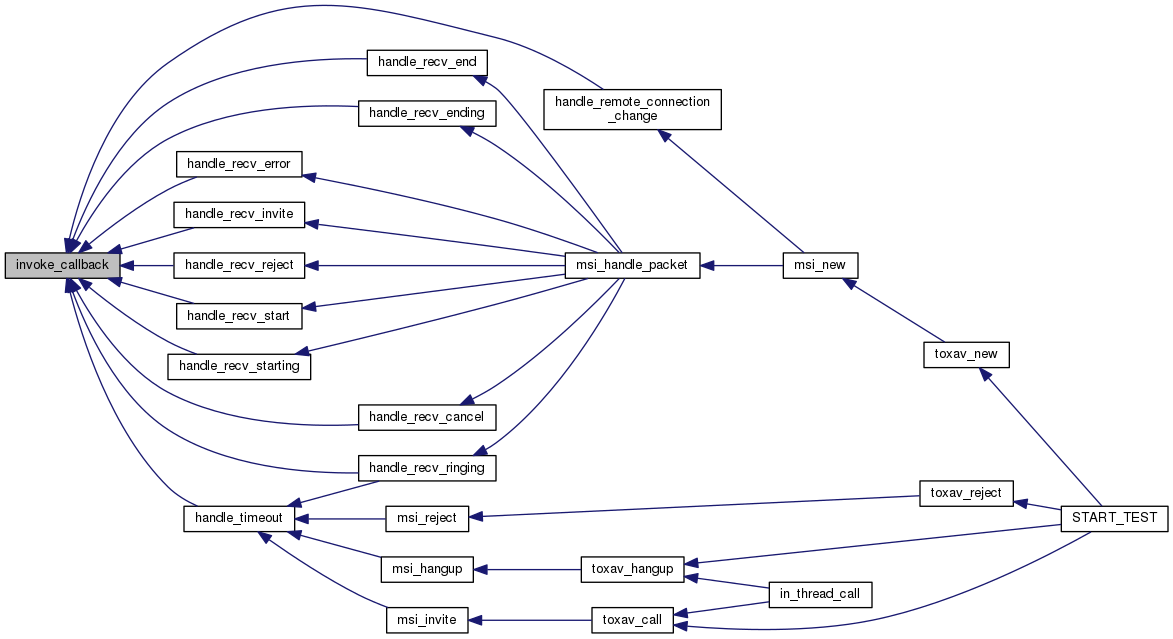 handle_recv_end
handle_remote_connection
_change
handle_recv_ending
handle_recv_error
handle_recv_invite
invoke_callback
handle_recv_reject
msi_handle_packet
msi_new
handle_recv_start
handle_recv_starting
toxav_new
handle_recv_cancel
handle_recv_ringing
toxav_reject
handle_timeout
msi_reject
START_TEST
msi_hangup
toxav_hangup
in_thread_call
msi_invite
toxav_call